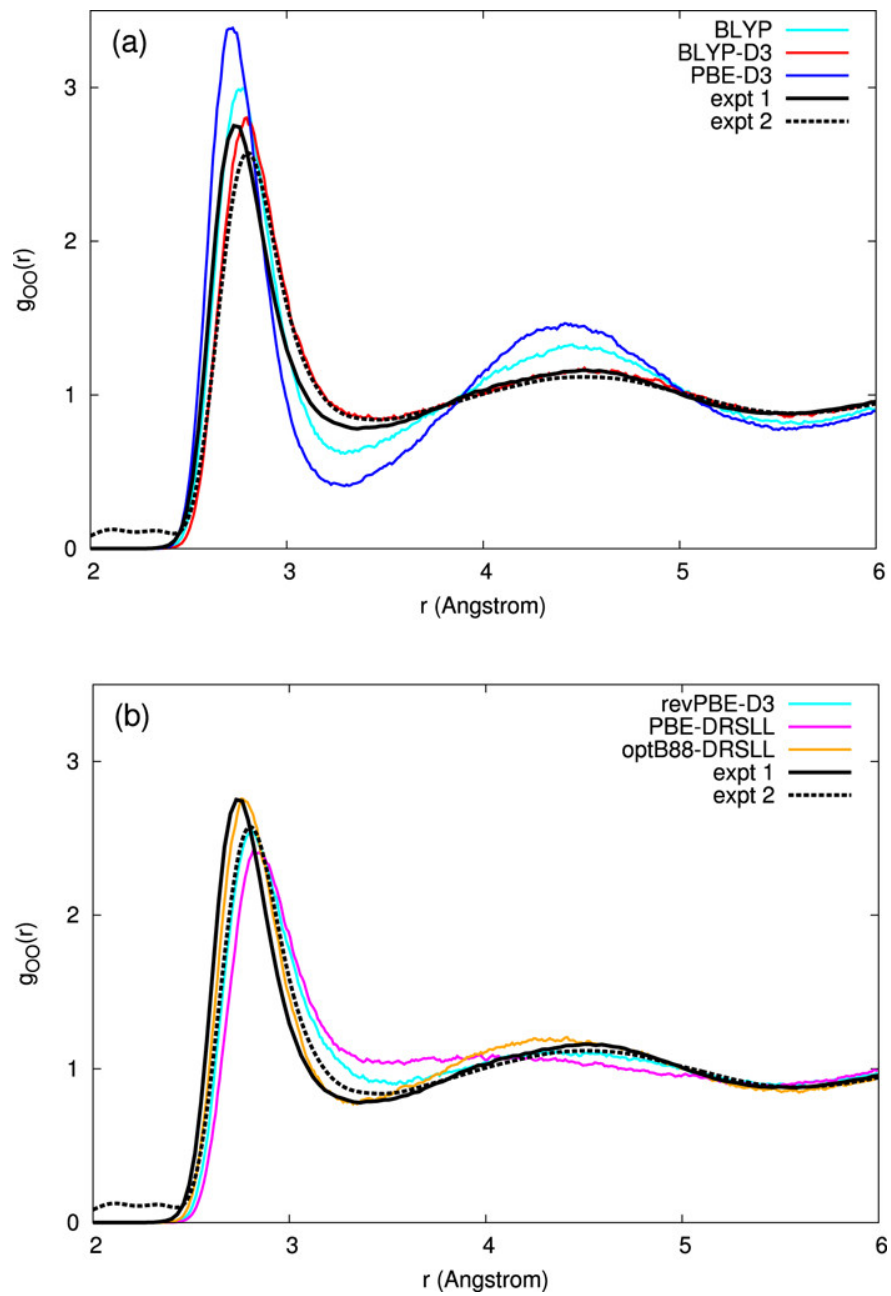 (a)
BLYP
BLYP-D3
PBE-D3
expt 1
expt 2
3
2
1
0
gOO(r)
2 3 4 5 6
r (Angstrom)
(b)
revPBE-D3
PBE-DRSLL
optB88-DRSLL
expt 1
expt 2
3
2
1
0
gOO(r)
2 3 4 5 6
r (Angstrom)